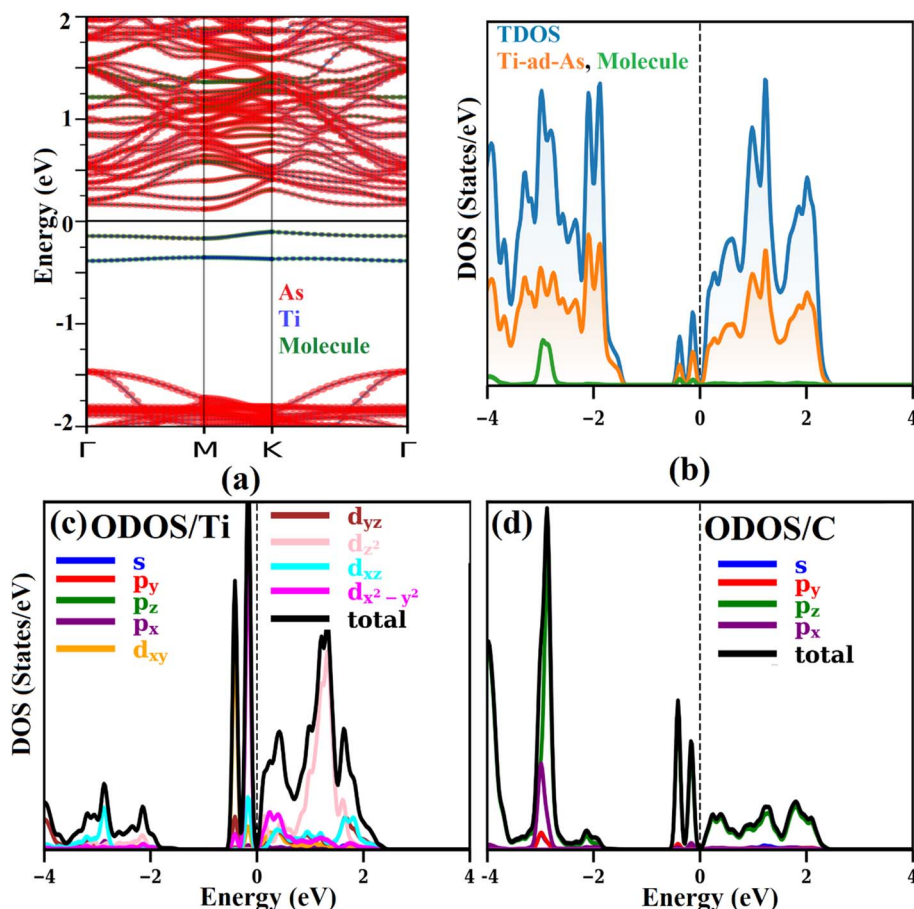 2
1
0
-1
-2
Energy (eV)
As
Ti
Molecule
Γ M K Γ
(a)
TDOS
Ti-ad-As, Molecule
DOS (States/eV)
−4 −2 0 2 4
(b)
(c) ODOS/Ti
s
p_y
p_z
p_x
d_xy
d_yz
d_z²
d_xz
d_x²−y²
total
DOS (States/eV)
−4 −2 0 2 4
Energy (eV)
(d) ODOS/C
s
p_y
p_z
p_x
total
−4 −2 0 2 4
Energy (eV)